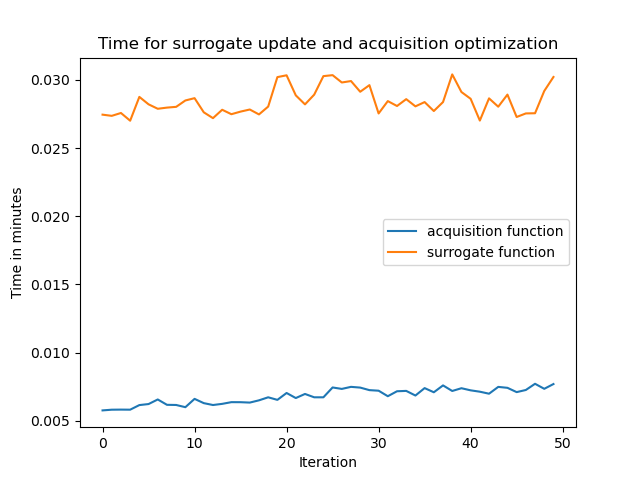 Time for surrogate update and acquisition optimization
0.030
0.025
0.020
0.015
0.010
0.005
Time in minutes
acquisition function
surrogate function
0 10 20 30 40 50
Iteration